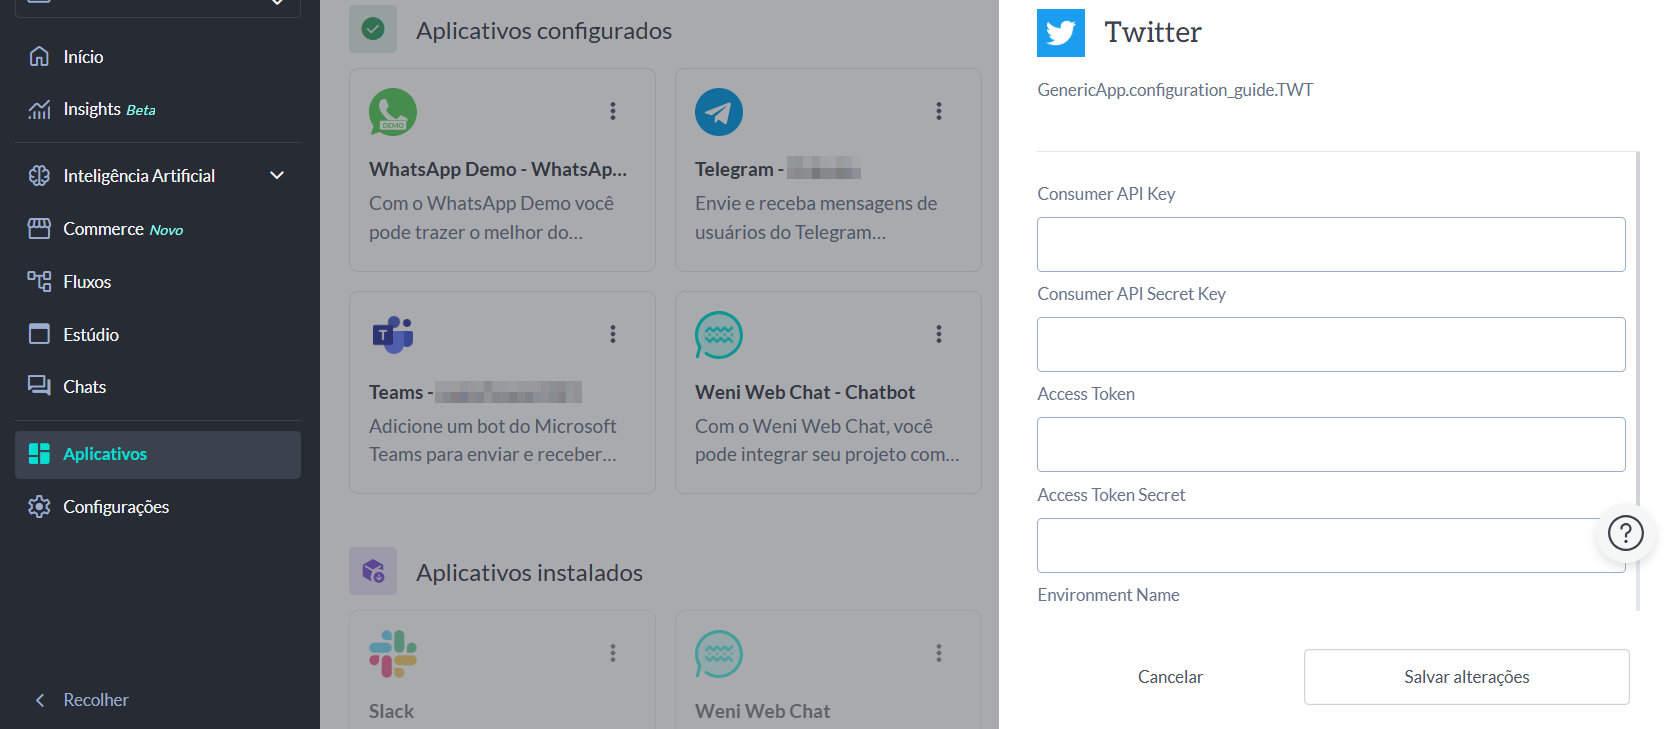 Início
Insights Beta
Inteligência Artificial
Commerce Novo
Fluxos
Estúdio
Chats
Aplicativos
Configurações
Recolher
Aplicativos configurados
DEMO
WhatsApp Demo - WhatsAp...
Com o WhatsApp Demo você
pode trazer o melhor do...
Telegram -
Envie e receba mensagens de
usuários do Telegram...
T
Teams -
Adicione um bot do Microsoft
Teams para enviar e receber...
Weni Web Chat - Chatbot
Com o Weni Web Chat, você
pode integrar seu projeto com...
Aplicativos instalados
Slack
Weni Web Chat
Twitter
GenericApp.configuration_guide.TWT
Consumer API Key
Consumer API Secret Key
Access Token
Access Token Secret
?
Environment Name
Cancelar
Salvar alterações